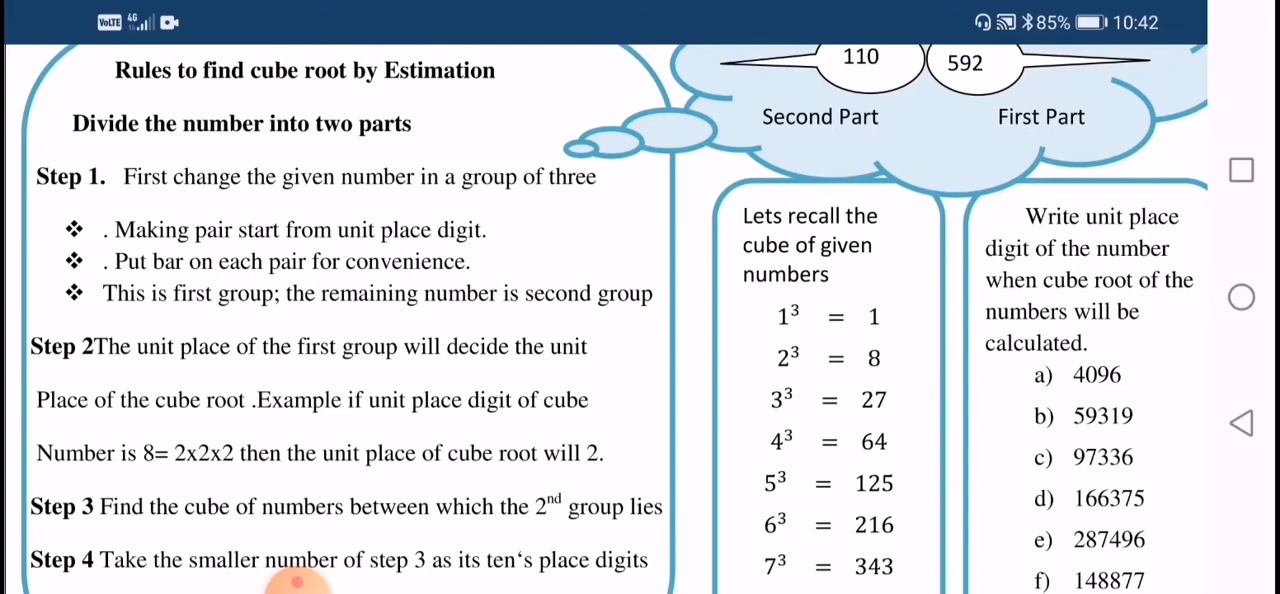 VoLTE 4G 85% 10:42
Rules to find cube root by Estimation
Divide the number into two parts
Step 1. First change the given number in a group of three
❖ . Making pair start from unit place digit.
❖ . Put bar on each pair for convenience.
❖ This is first group; the remaining number is second group
Step 2The unit place of the first group will decide the unit
Place of the cube root .Example if unit place digit of cube
Number is 8= 2x2x2 then the unit place of cube root will 2.
Step 3 Find the cube of numbers between which the 2nd group lies
Step 4 Take the smaller number of step 3 as its ten‘s place digits
110 592
Second Part First Part
Lets recall the
cube of given
numbers
1³ = 1
2³ = 8
3³ = 27
4³ = 64
5³ = 125
6³ = 216
7³ = 343
Write unit place
digit of the number
when cube root of the
numbers will be
calculated.
a) 4096
b) 59319
c) 97336
d) 166375
e) 287496
f) 148877